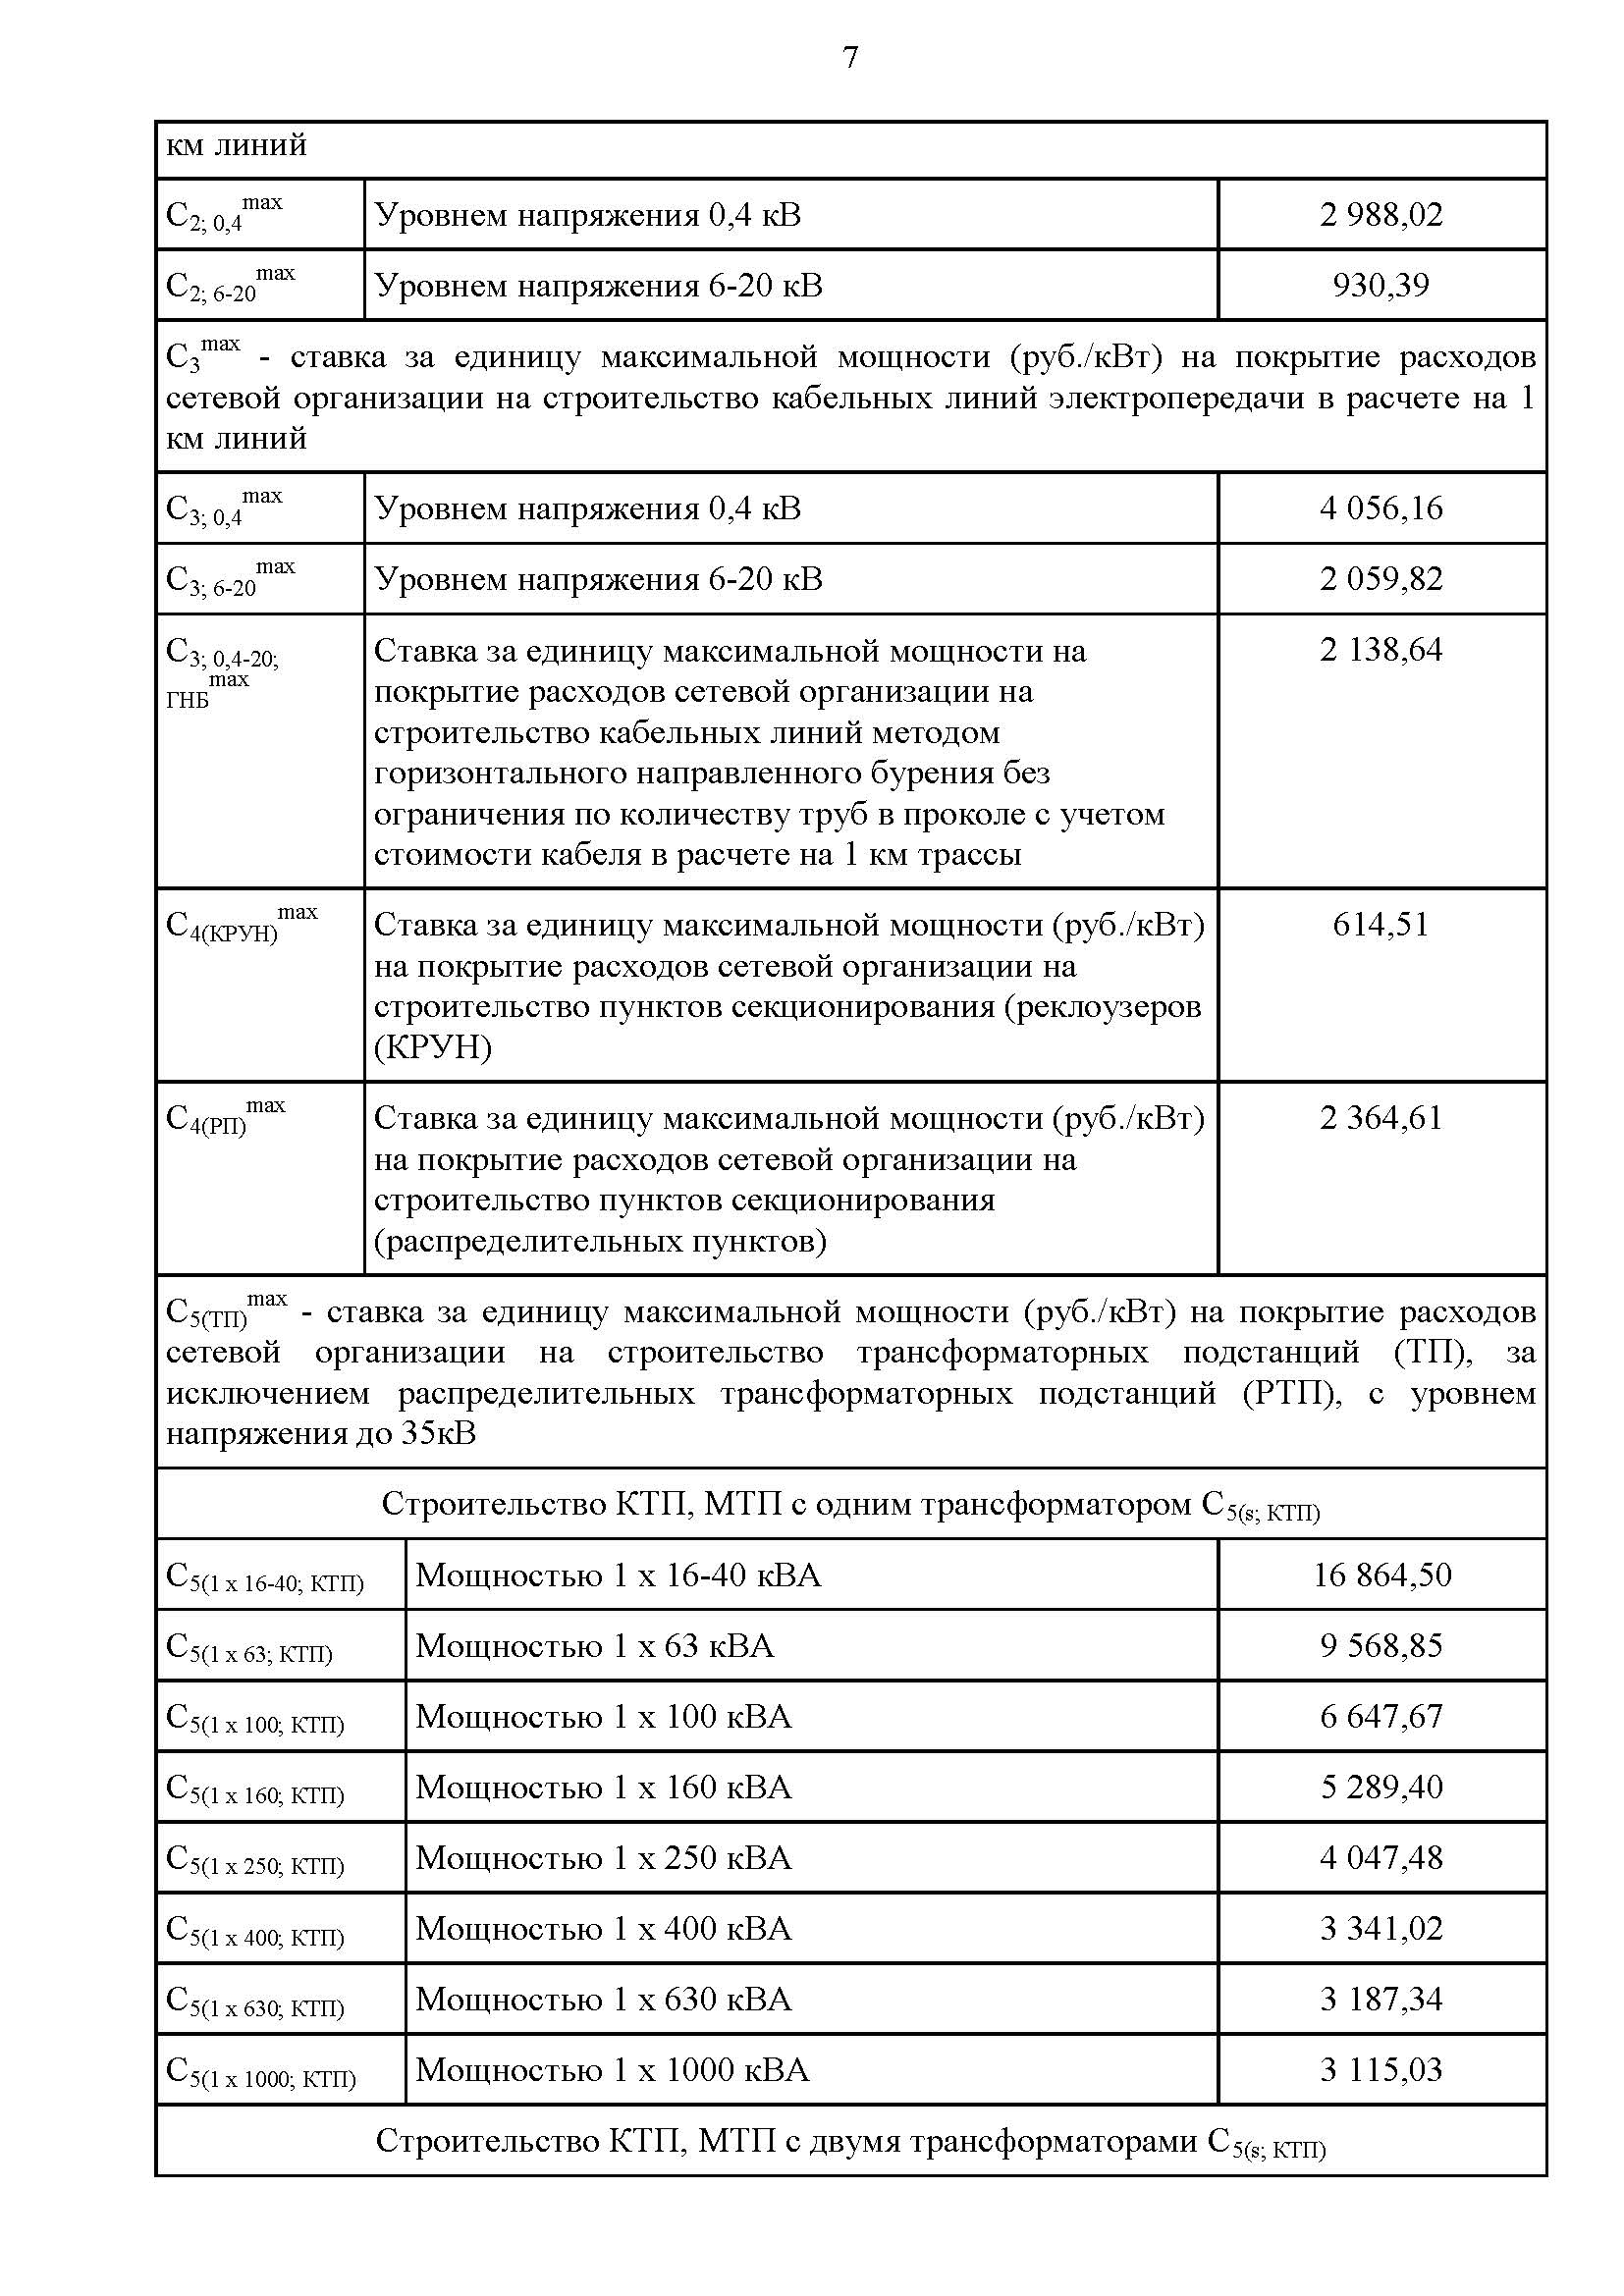 7
км линий
C2; 0,4max Уровнем напряжения 0,4 кВ 2 988,02
C2; 6-20max Уровнем напряжения 6-20 кВ 930,39
C3max - ставка за единицу максимальной мощности (руб./кВт) на покрытие расходов
сетевой организации на строительство кабельных линий электропередачи в расчете на 1
км линий
C3; 0,4max Уровнем напряжения 0,4 кВ 4 056,16
C3; 6-20max Уровнем напряжения 6-20 кВ 2 059,82
C3; 0,4-20; Ставка за единицу максимальной мощности на 2 138,64
ГНБmax покрытие расходов сетевой организации на
строительство кабельных линий методом
горизонтального направленного бурения без
ограничения по количеству труб в проколе с учетом
стоимости кабеля в расчете на 1 км трассы
C4(КРУН)max Ставка за единицу максимальной мощности (руб./кВт) 614,51
на покрытие расходов сетевой организации на
строительство пунктов секционирования (реклоузеров
(КРУН)
C4(РП)max Ставка за единицу максимальной мощности (руб./кВт) 2 364,61
на покрытие расходов сетевой организации на
строительство пунктов секционирования
(распределительных пунктов)
C5(ТП)max - ставка за единицу максимальной мощности (руб./кВт) на покрытие расходов
сетевой организации на строительство трансформаторных подстанций (ТП), за
исключением распределительных трансформаторных подстанций (РТП), с уровнем
напряжения до 35кВ
Строительство КТП, МТП с одним трансформатором C5(s; КТП)
C5(1 х 16-40; КТП) Мощностью 1 х 16-40 кВА 16 864,50
C5(1 х 63; КТП) Мощностью 1 х 63 кВА 9 568,85
C5(1 х 100; КТП) Мощностью 1 х 100 кВА 6 647,67
C5(1 х 160; КТП) Мощностью 1 х 160 кВА 5 289,40
C5(1 х 250; КТП) Мощностью 1 х 250 кВА 4 047,48
C5(1 х 400; КТП) Мощностью 1 х 400 кВА 3 341,02
C5(1 х 630; КТП) Мощностью 1 х 630 кВА 3 187,34
C5(1 х 1000; КТП) Мощностью 1 х 1000 кВА 3 115,03
Строительство КТП, МТП с двумя трансформаторами C5(s; КТП)